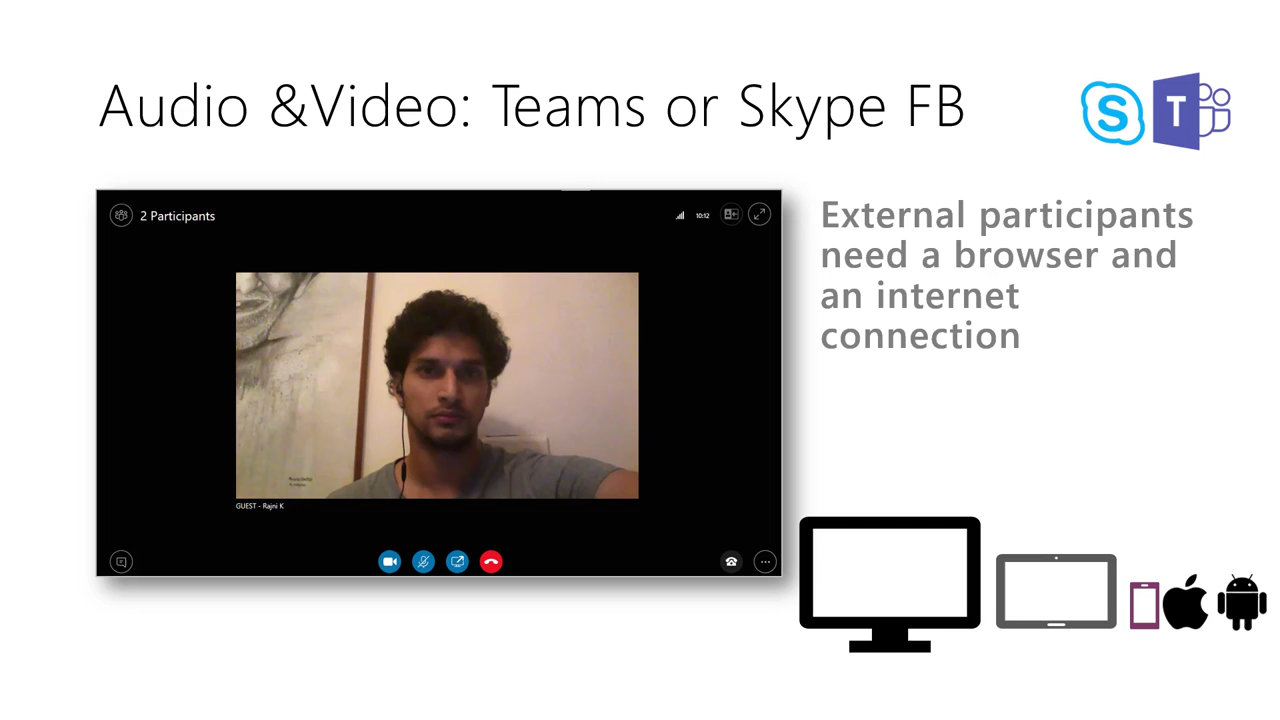 Audio &Video: Teams or Skype FB
S
T
2 Participants
10:12
External participants
need a browser and
an internet
connection
GUEST - Rajni K